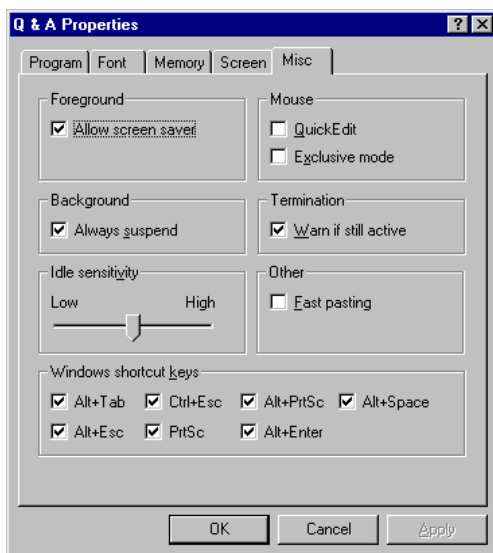 Q & A Properties
Program Font Memory Screen Misc
Foreground
Allow screen saver
Mouse
QuickEdit
Exclusive mode
Background
Always suspend
Termination
Warn if still active
Idle sensitivity
Low High
Other
Fast pasting
Windows shortcut keys
Alt+Tab Ctrl+Esc Alt+PrtSc Alt+Space
Alt+Esc PrtSc Alt+Enter
OK Cancel Apply